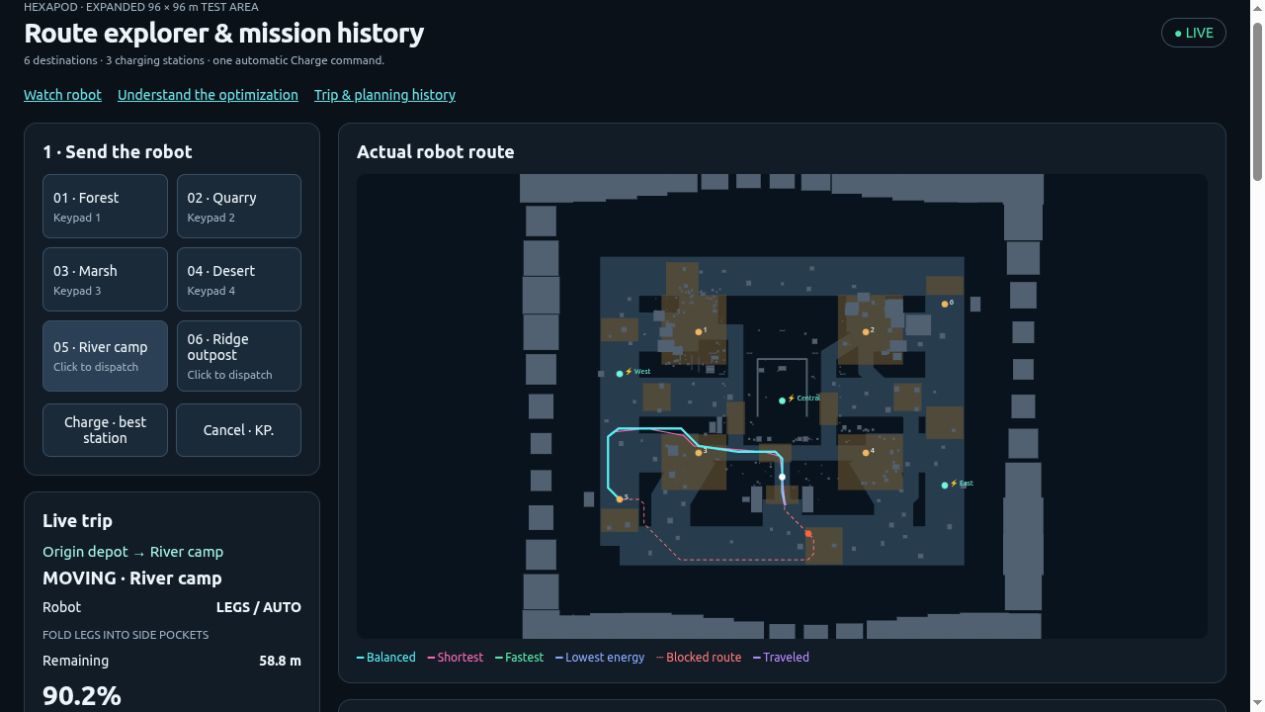 HEXAPOD · EXPANDED 96 × 96 m TEST AREA
Route explorer & mission history
● LIVE
6 destinations · 3 charging stations · one automatic Charge command.
Watch robot
Understand the optimization
Trip & planning history
1 · Send the robot
01 · Forest
Keypad 1
02 · Quarry
Keypad 2
03 · Marsh
Keypad 3
04 · Desert
Keypad 4
05 · River camp
Click to dispatch
06 · Ridge
outpost
Click to dispatch
Charge · best
station
Cancel · KP.
Live trip
Origin depot → River camp
MOVING · River camp
Robot
LEGS / AUTO
FOLD LEGS INTO SIDE POCKETS
Remaining
58.8 m
90.2%
Actual robot route
6
1
2
⚡ West
⚡ Central
3
4
⚡ East
5
Balanced
Shortest
Fastest
Lowest energy
Blocked route
Traveled